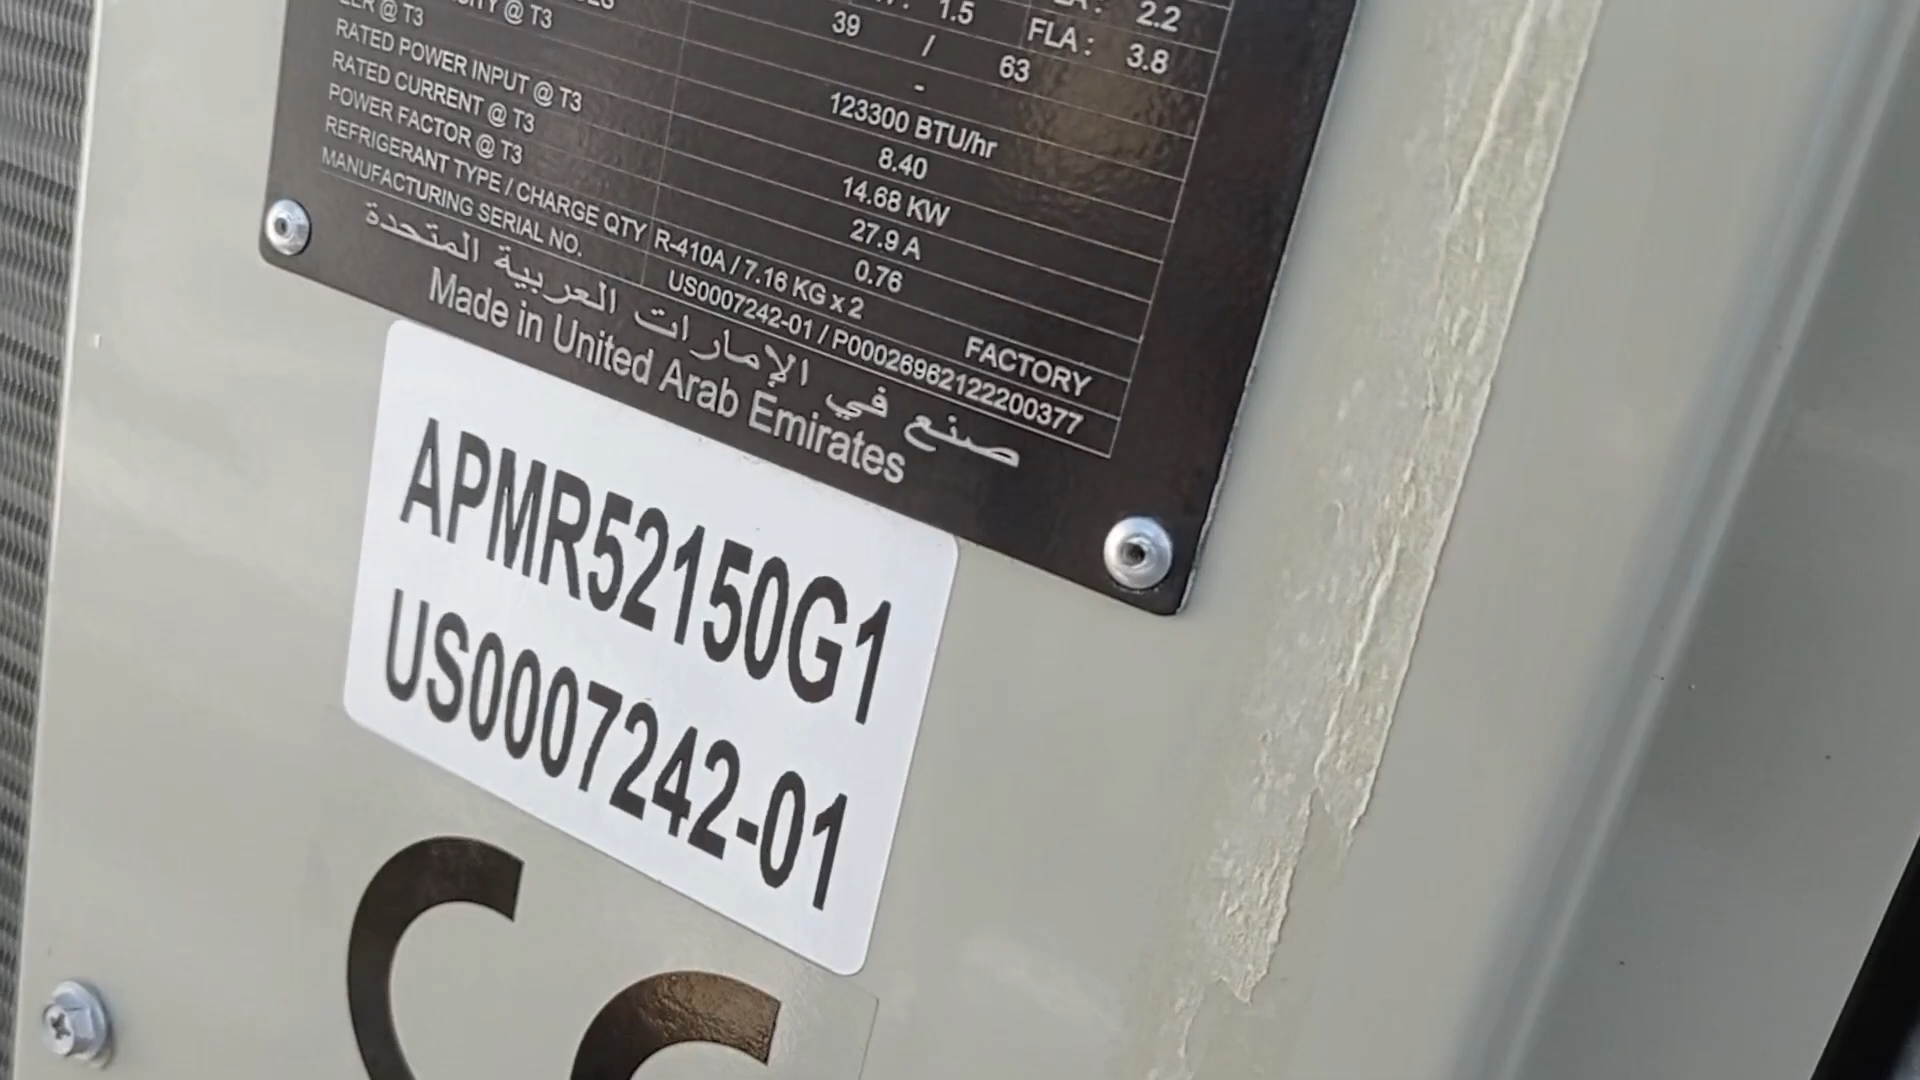 1.5 2.2
39 / 63 FLA : 3.8
@ T3 -
@ T3 123300 BTU/hr
RATED POWER INPUT @ T3 14.68 KW
8.40
RATED CURRENT @ T3 27.9 A
POWER FACTOR @ T3 0.76
REFRIGERANT TYPE / CHARGE QTY R-410A / 7.16 KG x 2 FACTORY
MANUFACTURING SERIAL NO. US0007242-01 / P00026962122200377
صنع في الإمارات العربية المتحدة
Made in United Arab Emirates
APMR52150G1
US0007242-01
CE